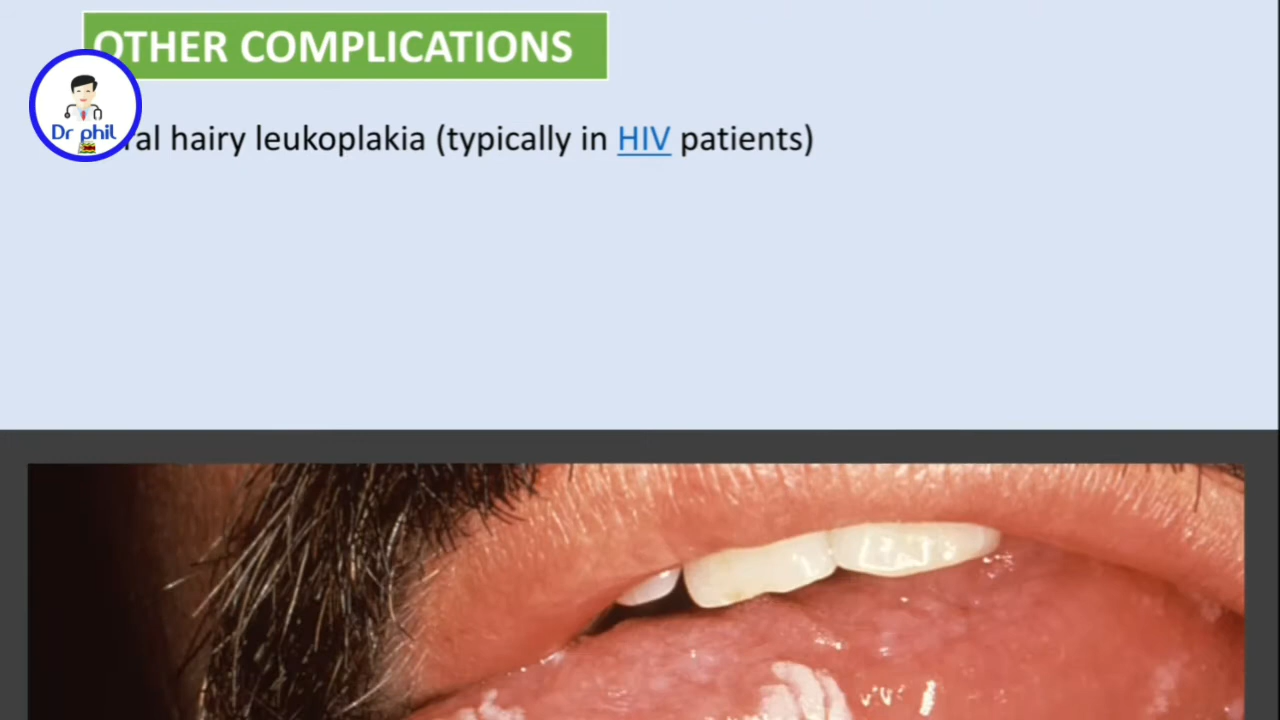 OTHER COMPLICATIONS
Dr phil
ral hairy leukoplakia (typically in HIV patients)